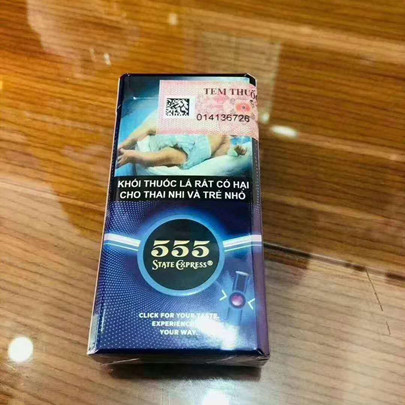 TEM THUỐ
014136726
KHÓI THUỐC LÁ RẤT CÓ HẠI
CHO THAI NHI VÀ TRẺ NHỎ
555
STATE EXPRESS®
CLICK FOR YOUR TASTE,
EXPERIENCE
YOUR WAY